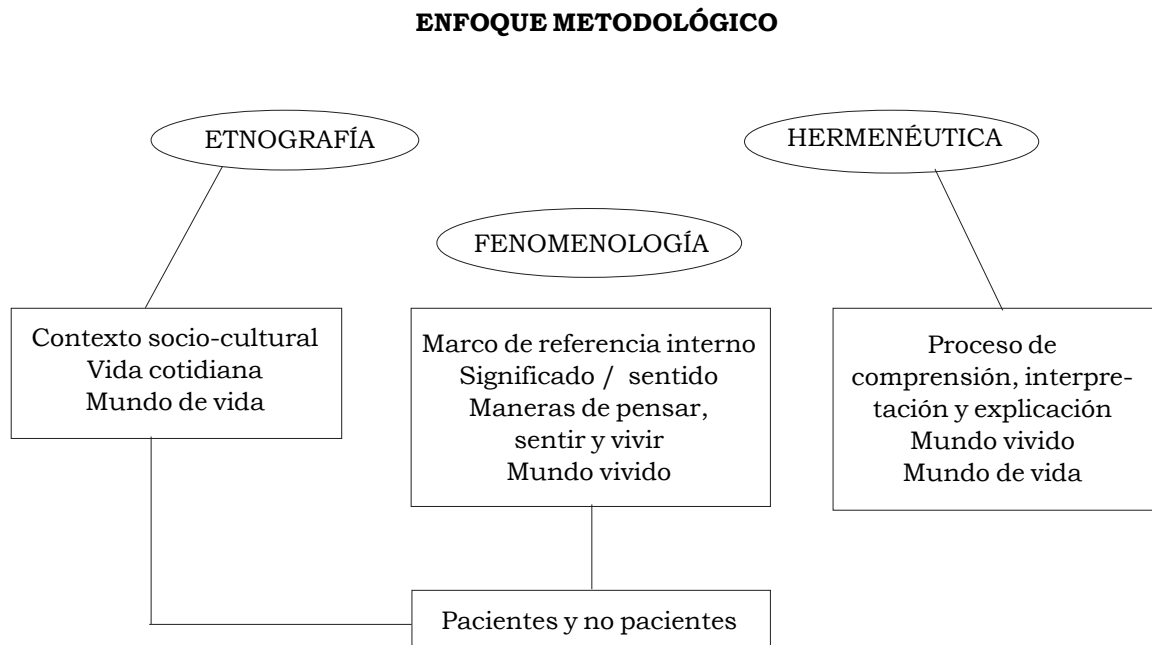 ENFOQUE METODOLÓGICO
ETNOGRAFÍA
HERMENÉUTICA
FENOMENOLOGÍA
Contexto socio-cultural
Vida cotidiana
Mundo de vida
Marco de referencia interno
Significado / sentido
Maneras de pensar,
sentir y vivir
Mundo vivido
Proceso de
comprensión, interpre-
tación y explicación
Mundo vivido
Mundo de vida
Pacientes y no pacientes